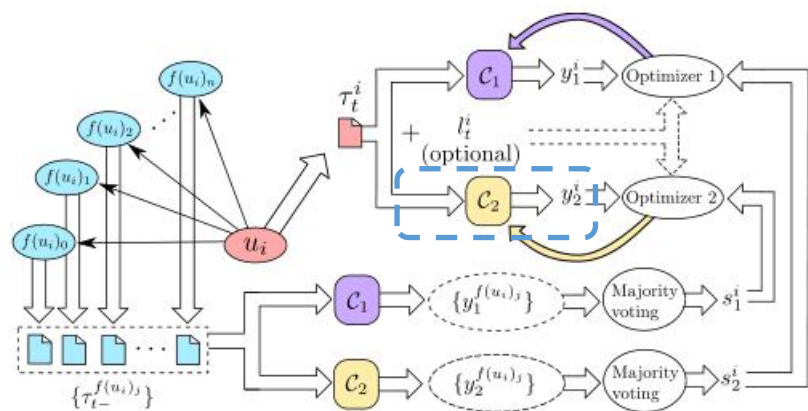 f(u_i)_n
f(u_i)_2
f(u_i)_1
f(u_i)_0
...
u_i
τ_t^i
+ l_t^i
(optional)
C_1
y_1^i
Optimizer 1
C_2
y_2^i
Optimizer 2
C_1
{y_1^{f(u_i)_j}}
Majority
voting
s_1^i
C_2
{y_2^{f(u_i)_j}}
Majority
voting
s_2^i
...
{τ_{t-}^{f(u_i)_j}}